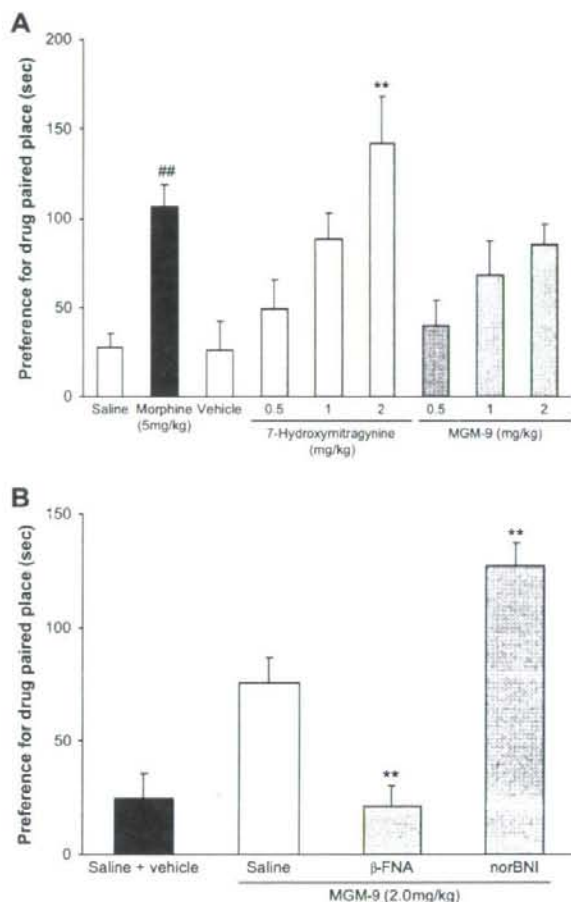 A
Preference for drug paired place (sec)
200
150
100
50
0
##
**
Saline
Morphine
(5mg/kg)
Vehicle
0.5
1
2
7-Hydroxymitragynine
(mg/kg)
0.5
1
2
MGM-9 (mg/kg)
B
Preference for drug paired place (sec)
150
100
50
0
**
**
Saline + vehicle
Saline
β-FNA
norBNI
MGM-9 (2.0mg/kg)